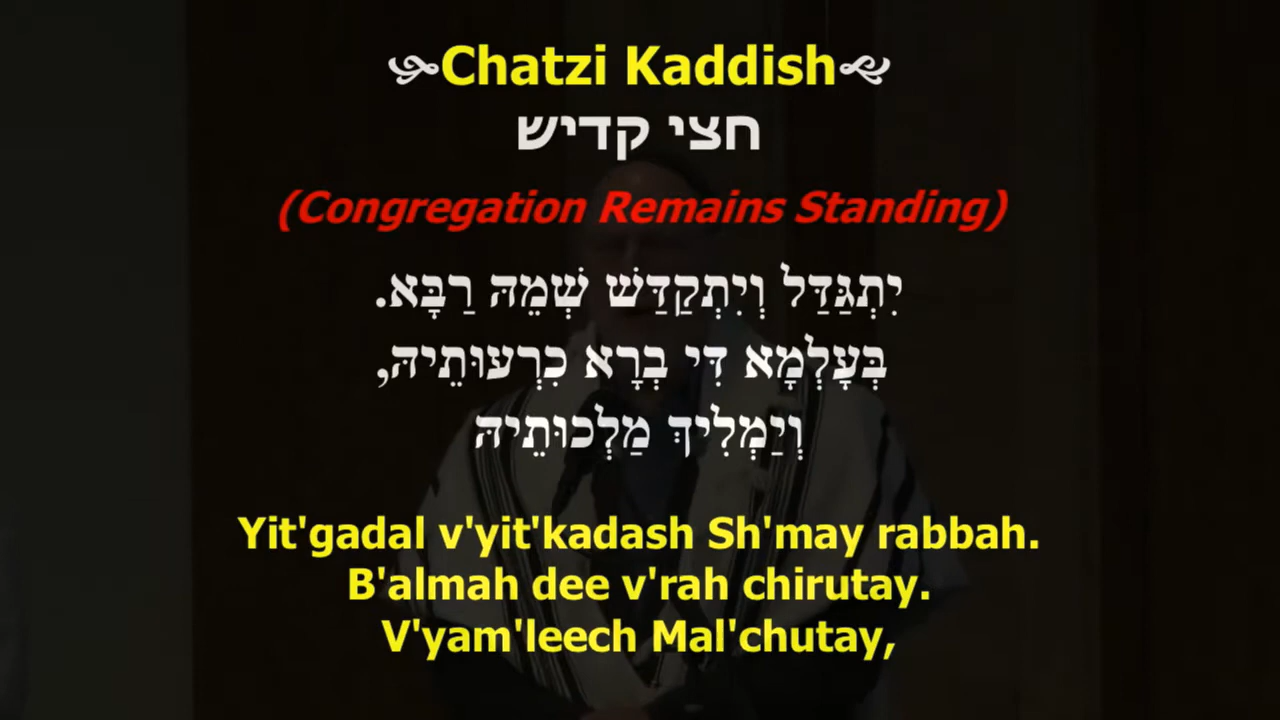 Chatzi Kaddish
חצי קדיש
(Congregation Remains Standing)
יִתְגַּדַּל וְיִתְקַדַּשׁ שְׁמֵהּ רַבָּא.
בְּעָלְמָא דִּי בְרָא כִרְעוּתֵיהּ,
וְיַמְלִיךְ מַלְכוּתֵיהּ
Yit'gadal v'yit'kadash Sh'may rabbah.
B'almah dee v'rah chirutay.
V'yam'leech Mal'chutay,